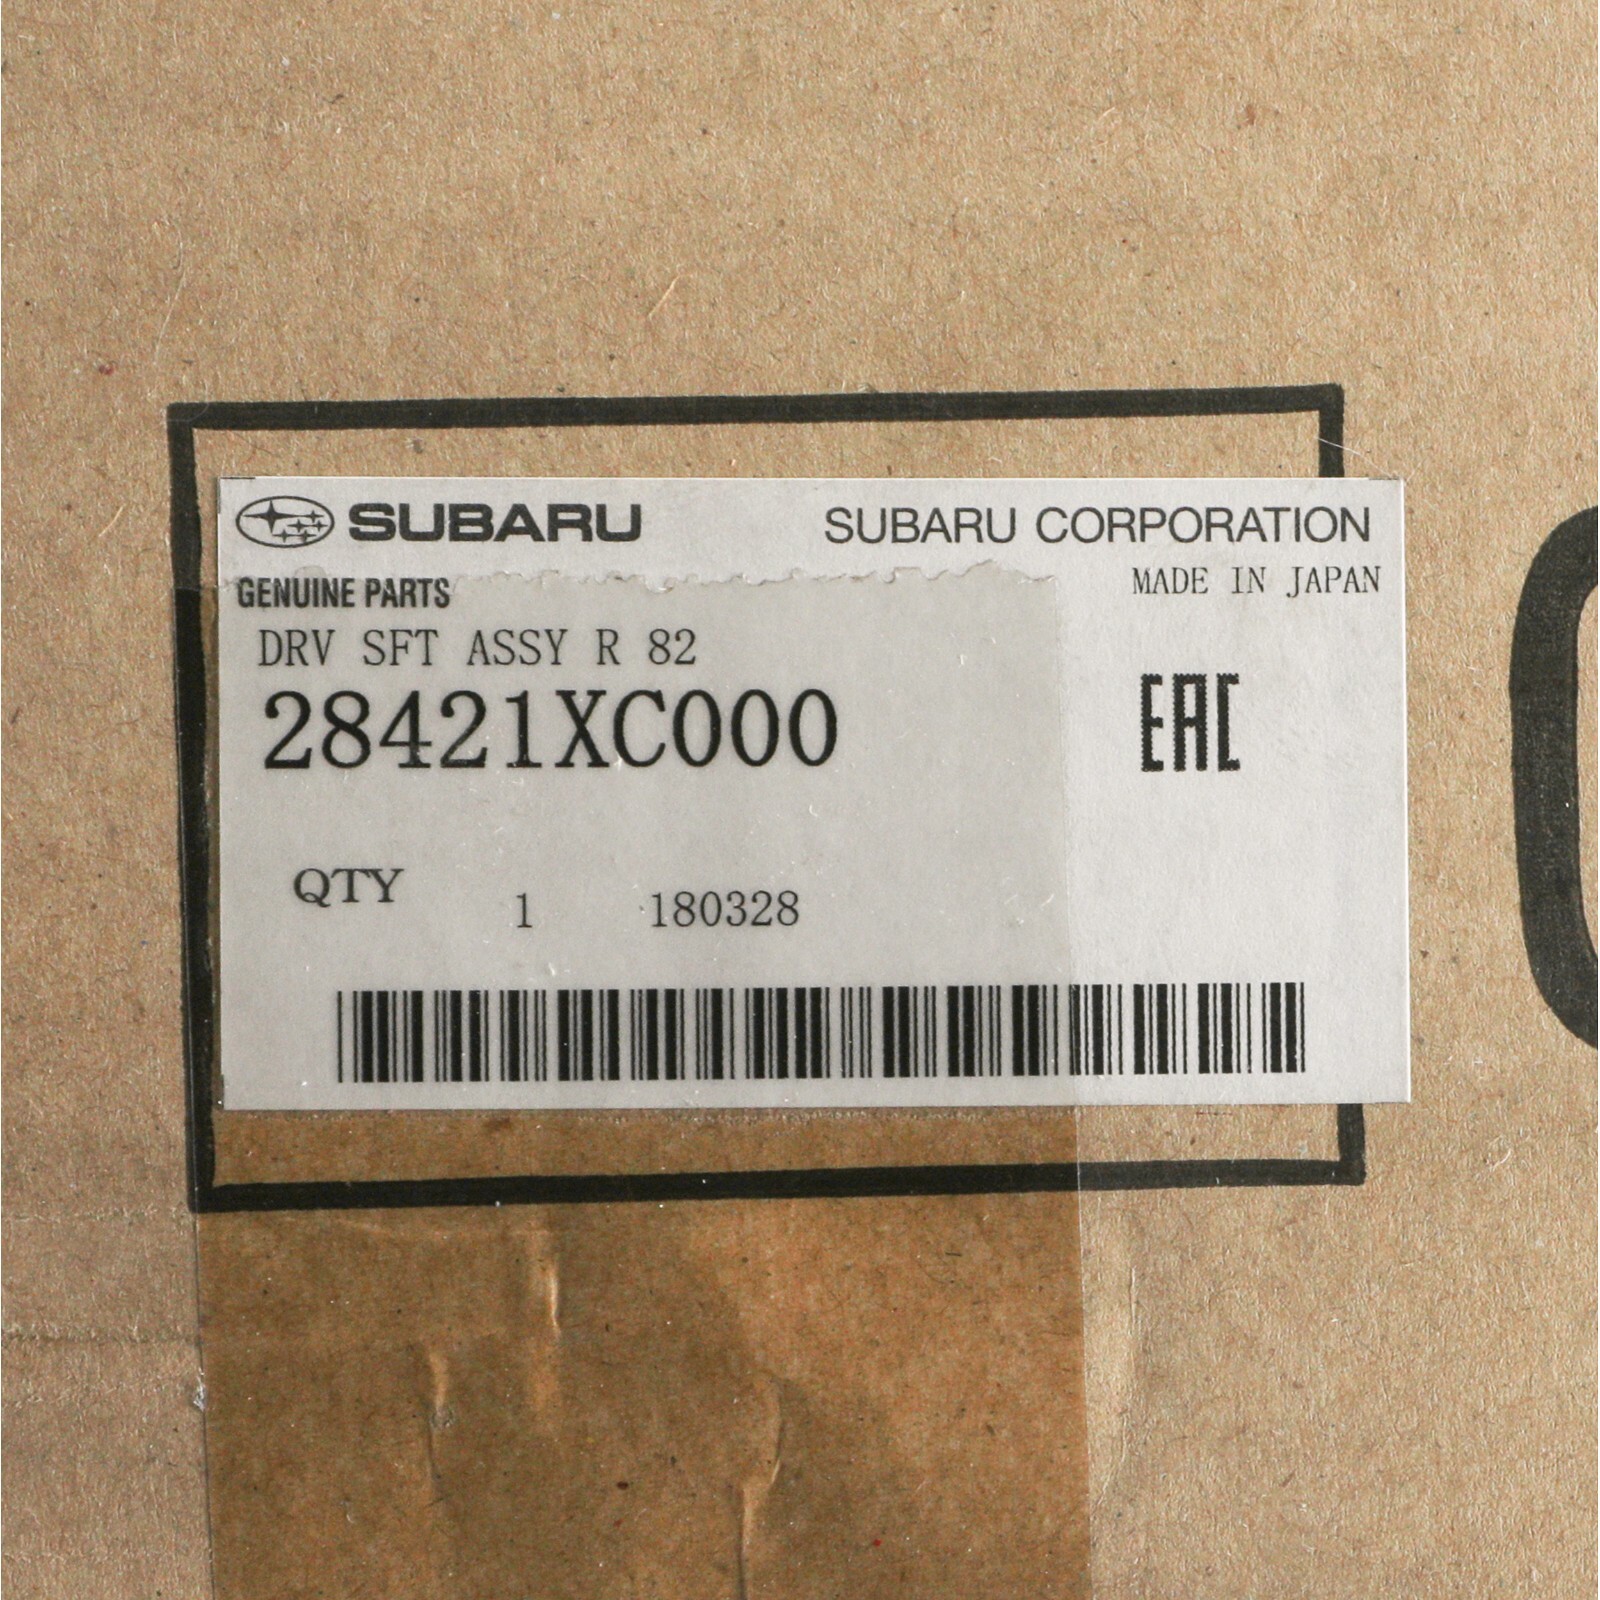 SUBARU SUBARU CORPORATION
GENUINE PARTS MADE IN JAPAN
DRV SFT ASSY R 82
28421XC000 EAC
QTY 1 180328